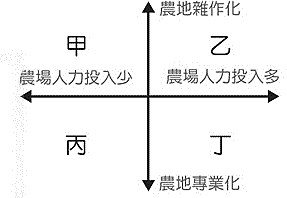 農地雜作化
甲
乙
農場人力投入少
農場人力投入多
丙
丁
農地專業化